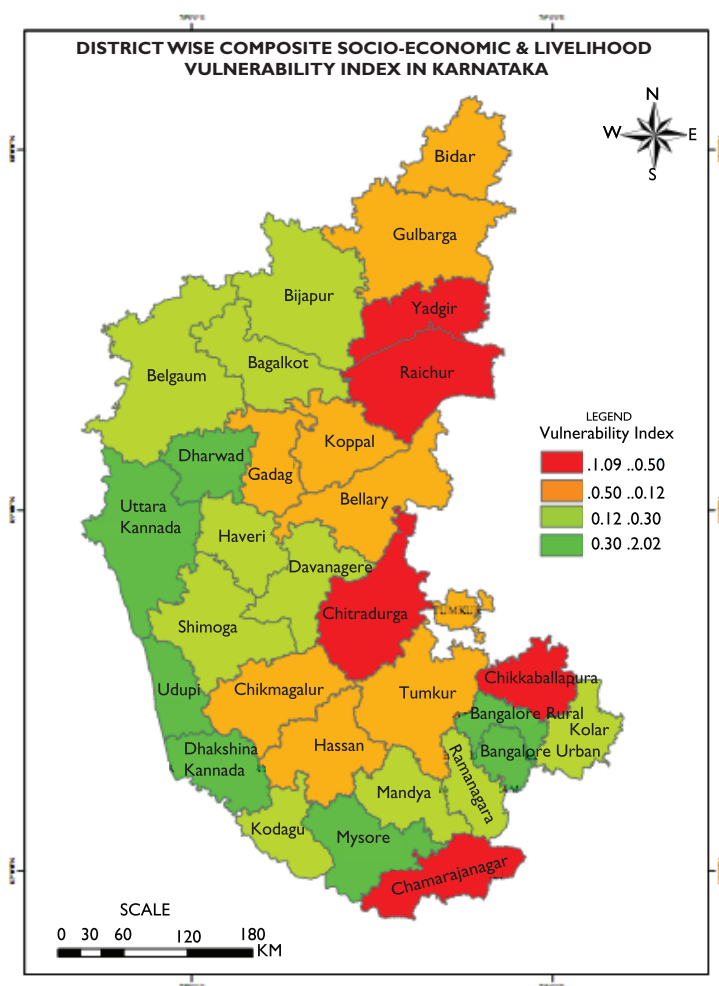 DISTRICT WISE COMPOSITE SOCIO-ECONOMIC & LIVELIHOOD
VULNERABILITY INDEX IN KARNATAKA
N
W E
S
Bidar
Gulbarga
Bijapur
Yadgir
Bagalkot
Raichur
Belgaum
LEGEND
Vulnerability Index
.1.09 ..0.50
.0.50 ..0.12
0.12 .0.30
0.30 .2.02
Koppal
Dharwad
Gadag
Bellary
Uttara
Kannada
Haveri
Davanagere
Chitradurga
TUMKUR
Shimoga
Chikkaballapura
Udupi
Chikmagalur
Tumkur
Bangalore Rural
Kolar
Dhakshina
Kannada
Hassan
Bangalore Urban
Ramanagara
Mandya
Kodagu
Mysore
Chamarajanagar
SCALE
0 30 60 120 180
KM